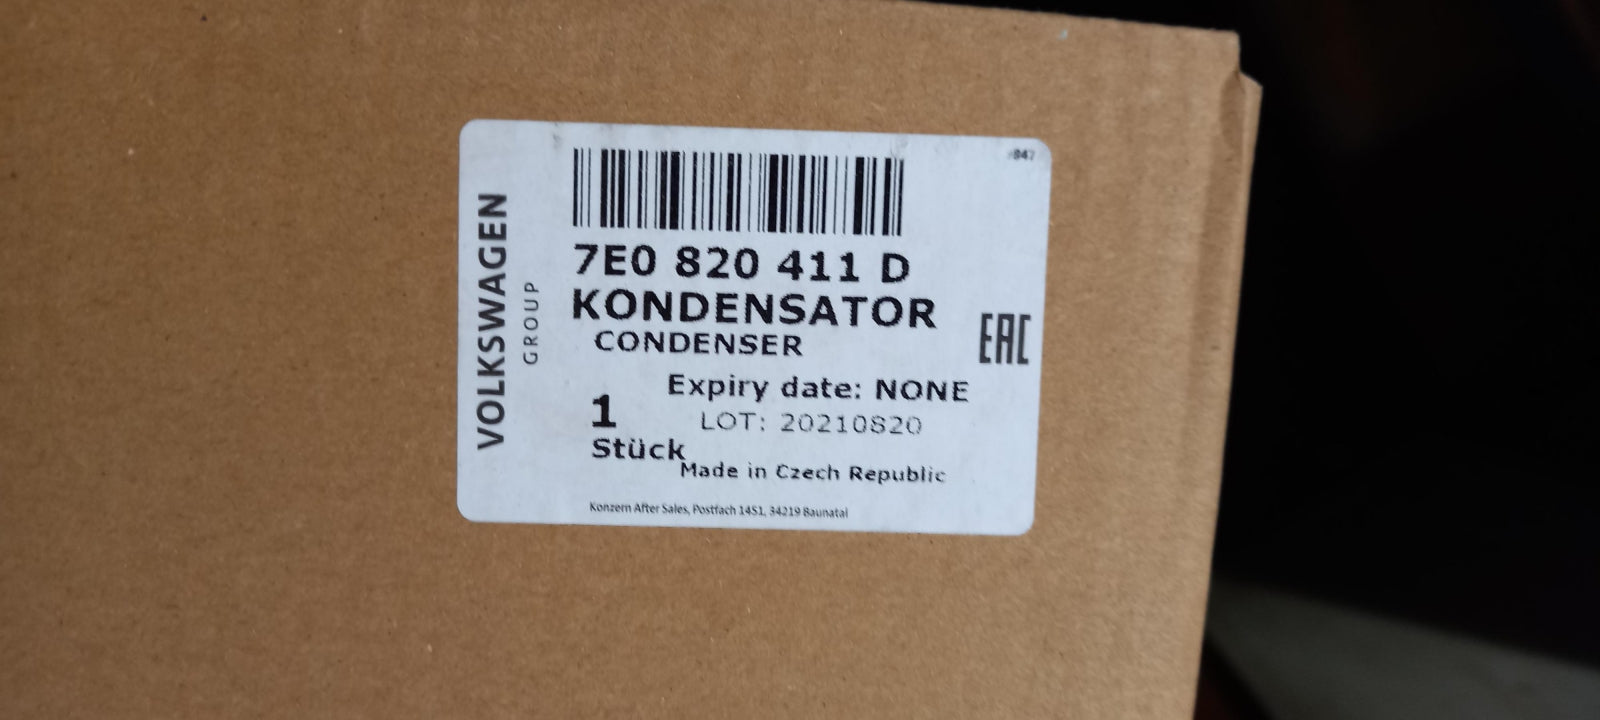 VOLKSWAGEN
GROUP
7E0 820 411 D
KONDENSATOR
CONDENSER
EAC
Expiry date: NONE
1
LOT: 20210820
Stück
Made in Czech Republic
Konzern After Sales, Postfach 1451, 34219 Baunatal